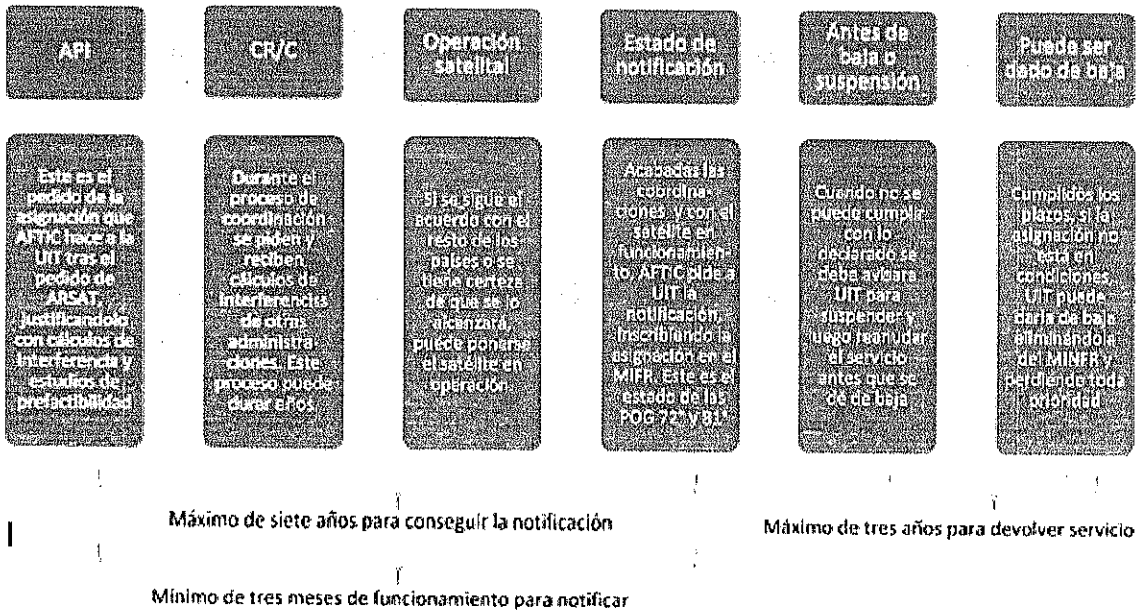 API
Este es el
pedido de la
asignación que
AFTIC hace a la
UIT tras el
pedido de
ARSAT,
justificandolo
con cálculos de
interferencia y
estudios de
prefactibilidad
CR/C
Durante el
proceso de
coordinación
se piden y
reciben
cálculos de
interferencias
de otras
administra
ciones. Este
proceso puede
durar años
Operación
satelital
Si se sigue el
acuerdo con el
resto de los
países o se
tiene certeza
de que se lo
alcanzará,
puede ponerse
el satélite en
operación
Estado de
notificación
Acabadas las
coordina-
ciones y con el
satélite en
funcionamien-
to, AFTIC pide a
UIT la
notificación,
inscribiendo la
asignación en el
MIFR. Este es el
estado de las
POG 72° y 81°
Antes de
baja o
suspensión
Cuando no se
puede cumplir
con lo
declarado se
debe avisar a
UIT para
suspender y
luego reanudar
el servicio
antes que se
de de baja
Puede ser
dado de baja
Cumplidos los
plazos, si la
asignación no
está en
condiciones,
UIT puede
darla de baja
eliminándola
del MINFR y
perdiendo toda
prioridad
Máximo de siete años para conseguir la notificación
Máximo de tres años para devolver servicio
Mínimo de tres meses de funcionamiento para notificar